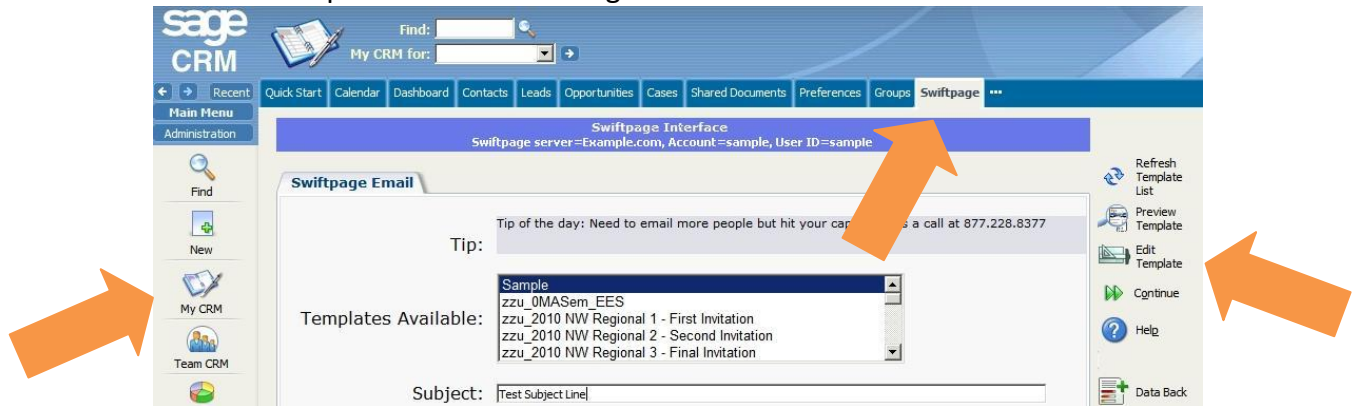 sage
CRM
Find:
My CRM for:
Recent
Quick Start Calendar Dashboard Contacts Leads Opportunities Cases Shared Documents Preferences Groups Swiftpage
Main Menu
Administration
Swiftpage Interface
Swiftpage server=Example.com, Account=sample, User ID=sample
Find
New
My CRM
Team CRM
Swiftpage Email
Tip:
Tip of the day: Need to email more people but hit your a call at 877.228.8377
Templates Available:
Sample
zzu_0MASem_EES
zzu_2010 NW Regional 1 - First Invitation
zzu_2010 NW Regional 2 - Second Invitation
zzu_2010 NW Regional 3 - Final Invitation
Subject:
Test Subject Line
Refresh
Template
List
Preview
Template
Edit
Template
Continue
Help
Data Back